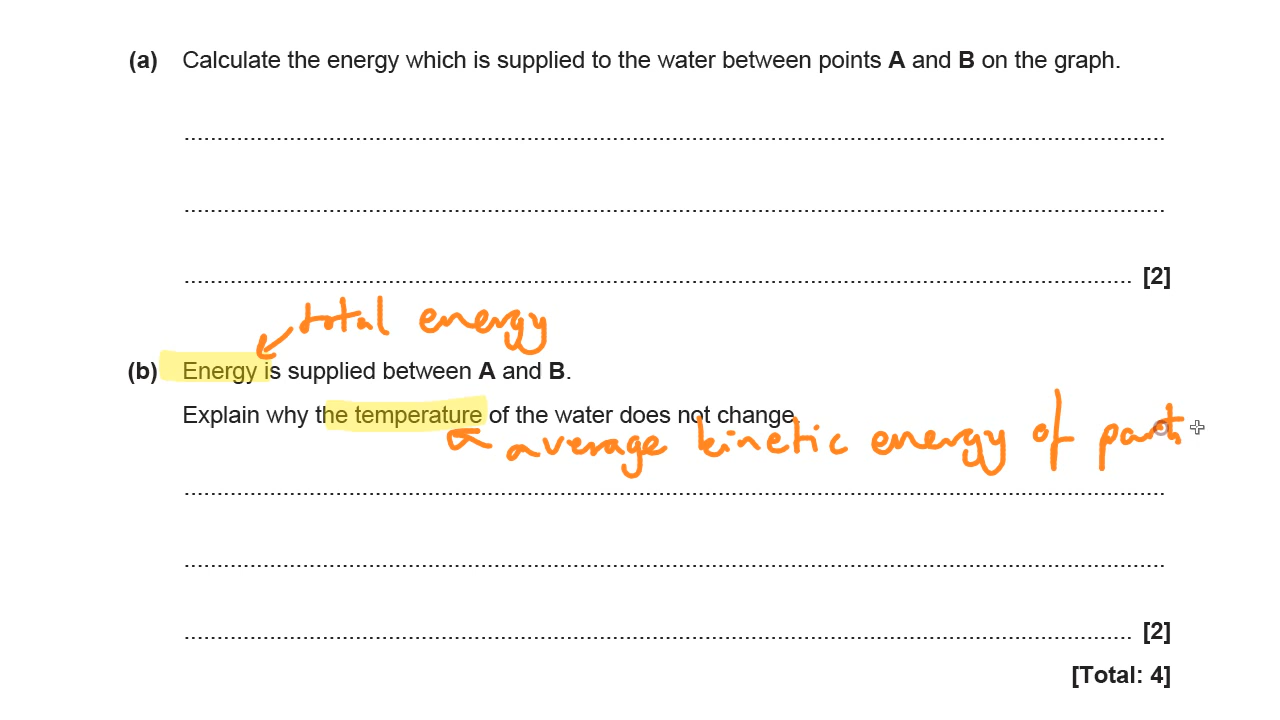 (a) Calculate the energy which is supplied to the water between points A and B on the graph.
[2]
total energy
(b) Energy is supplied between A and B.
Explain why the temperature of the water does not change.
average kinetic energy of part
[2]
[Total: 4]